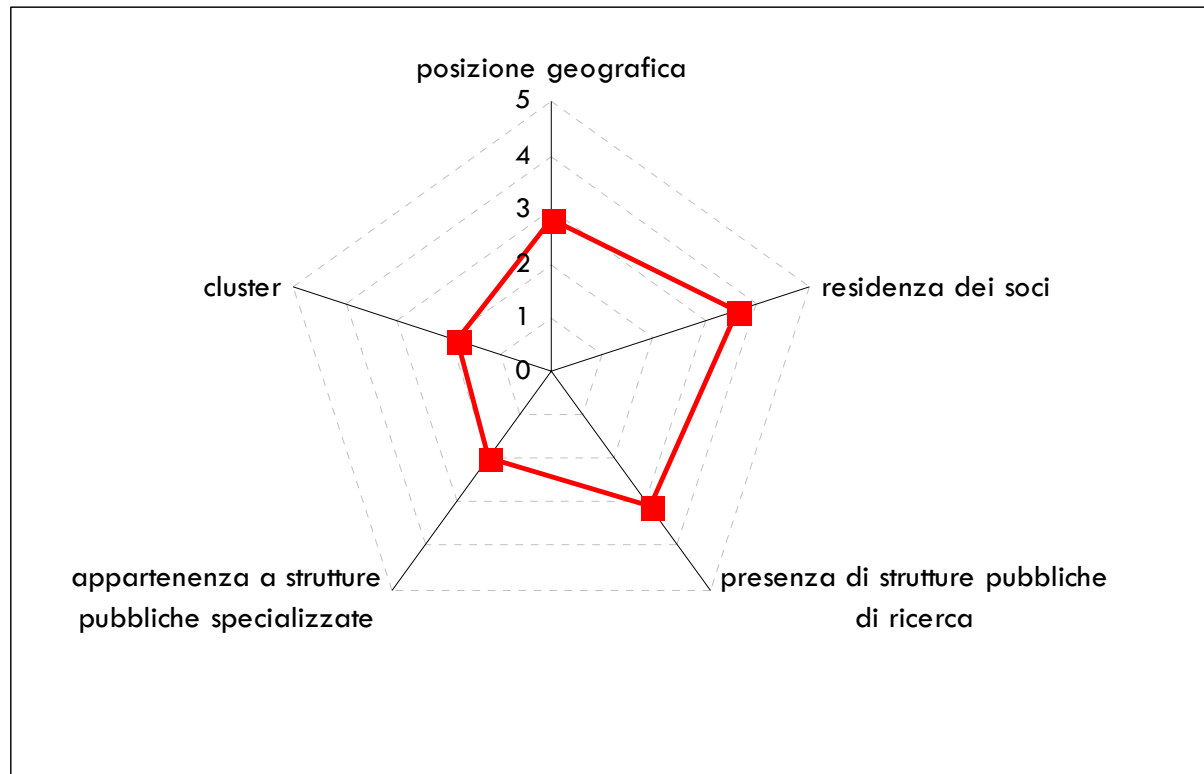 posizione geografica
5
4
3
2
1
0
cluster
residenza dei soci
appartenenza a strutture
pubbliche specializzate
presenza di strutture pubbliche
di ricerca